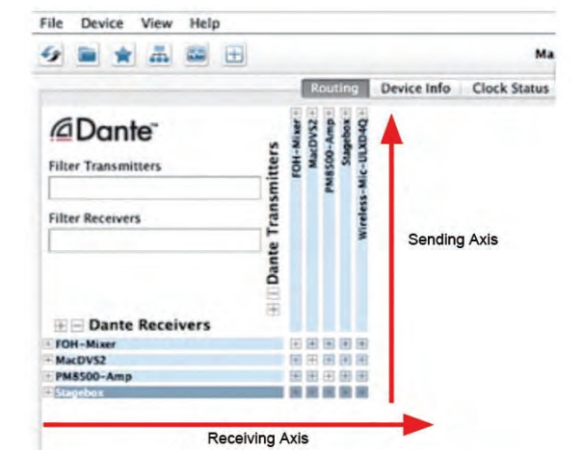 File Device View Help
Ma
Routing Device Info Clock Status
Dante™
Filter Transmitters
Filter Receivers
Dante Transmitters
FOH-Mixer
MacDVS2
PM8500-Amp
Stagebox
Wireless-Mic-ULXD4Q
Sending Axis
Dante Receivers
FOH-Mixer
MacDVS2
PM8500-Amp
Stagebox
Receiving Axis